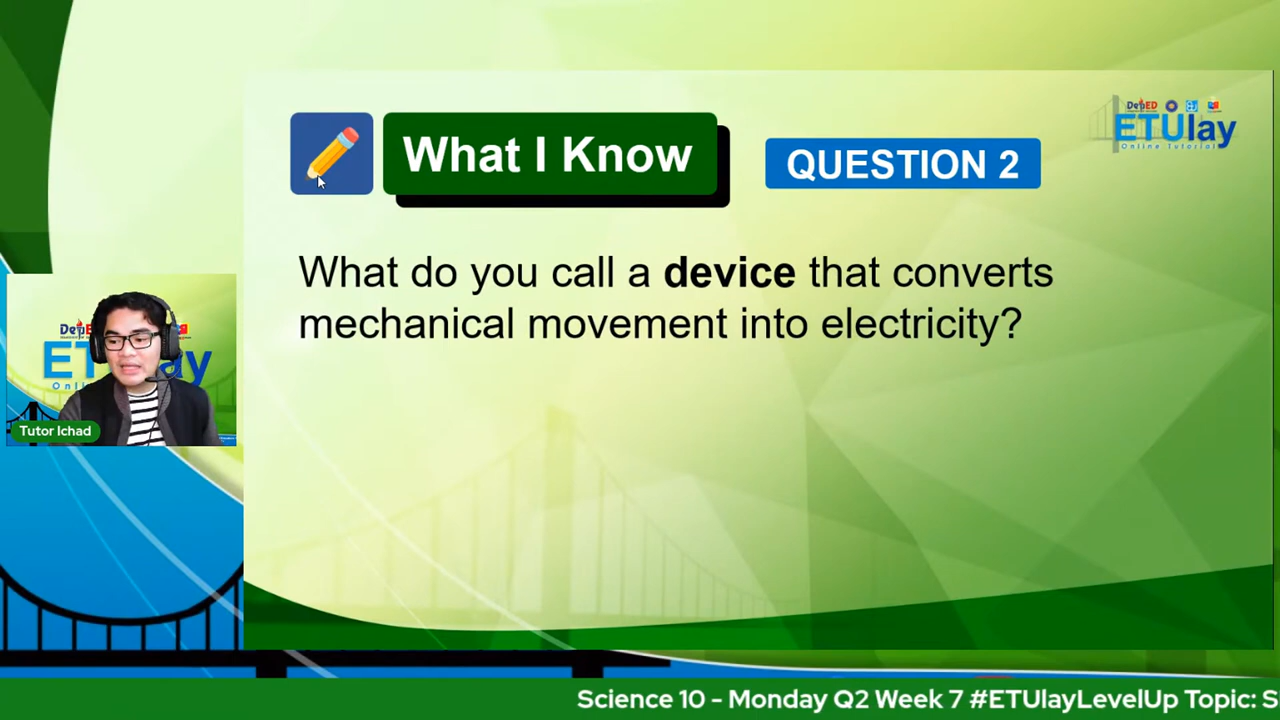 What I Know
QUESTION 2
DepED
ETUlay
Online Tutorial
What do you call a device that converts
mechanical movement into electricity?
Tutor Ichad
Science 10 - Monday Q2 Week 7 #ETUlayLevelUp Topic: S